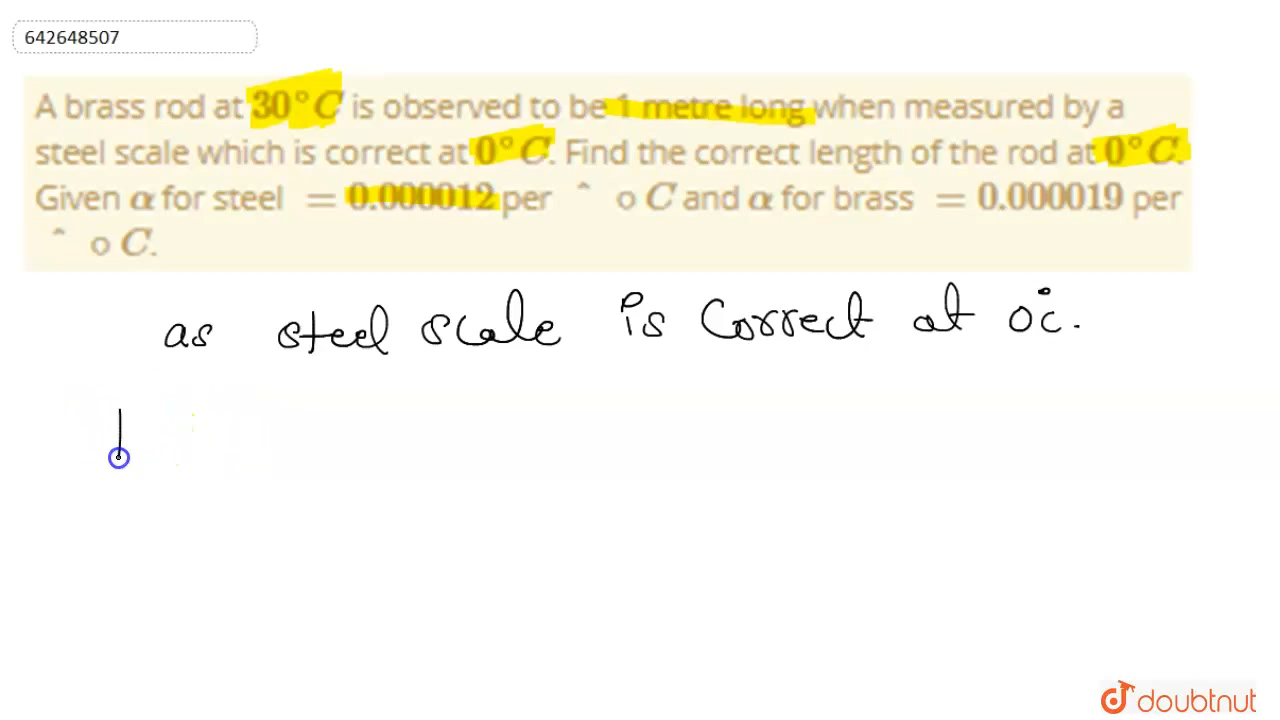 642648507
A brass rod at 30°C is observed to be 1 metre long when measured by a
steel scale which is correct at 0°C. Find the correct length of the rod at 0°C.
Given α for steel = 0.000012 per ˆ o C and α for brass = 0.000019 per
ˆ o C.
as steel scale is correct at 0°c.
doubtnut